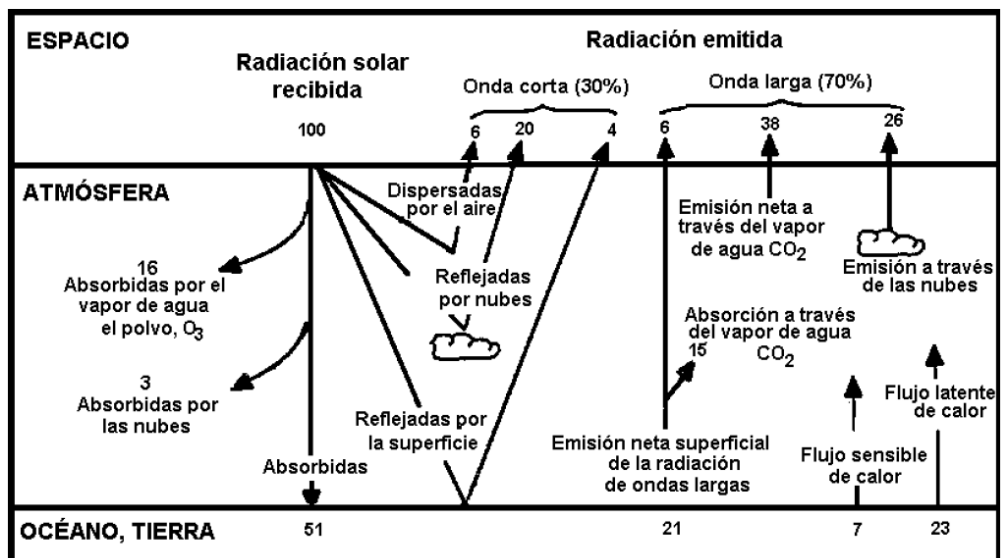 ESPACIO
Radiación solar
recibida
100
Radiación emitida
Onda corta (30%)
6
20
4
Onda larga (70%)
6
38
26
ATMÓSFERA
16
Absorbidas por el
vapor de agua
el polvo, O3
3
Absorbidas por
las nubes
Absorbidas
Dispersadas
por el aire
Reflejadas
por nubes
Reflejadas por
la superficie
Emisión neta a
través del vapor
de agua CO2
Emisión a través
de las nubes
Absorción a través
del vapor de agua
15
CO2
Emisión neta superficial
de la radiación
de ondas largas
Flujo sensible
de calor
Flujo latente
de calor
OCÉANO, TIERRA
51
21
7
23